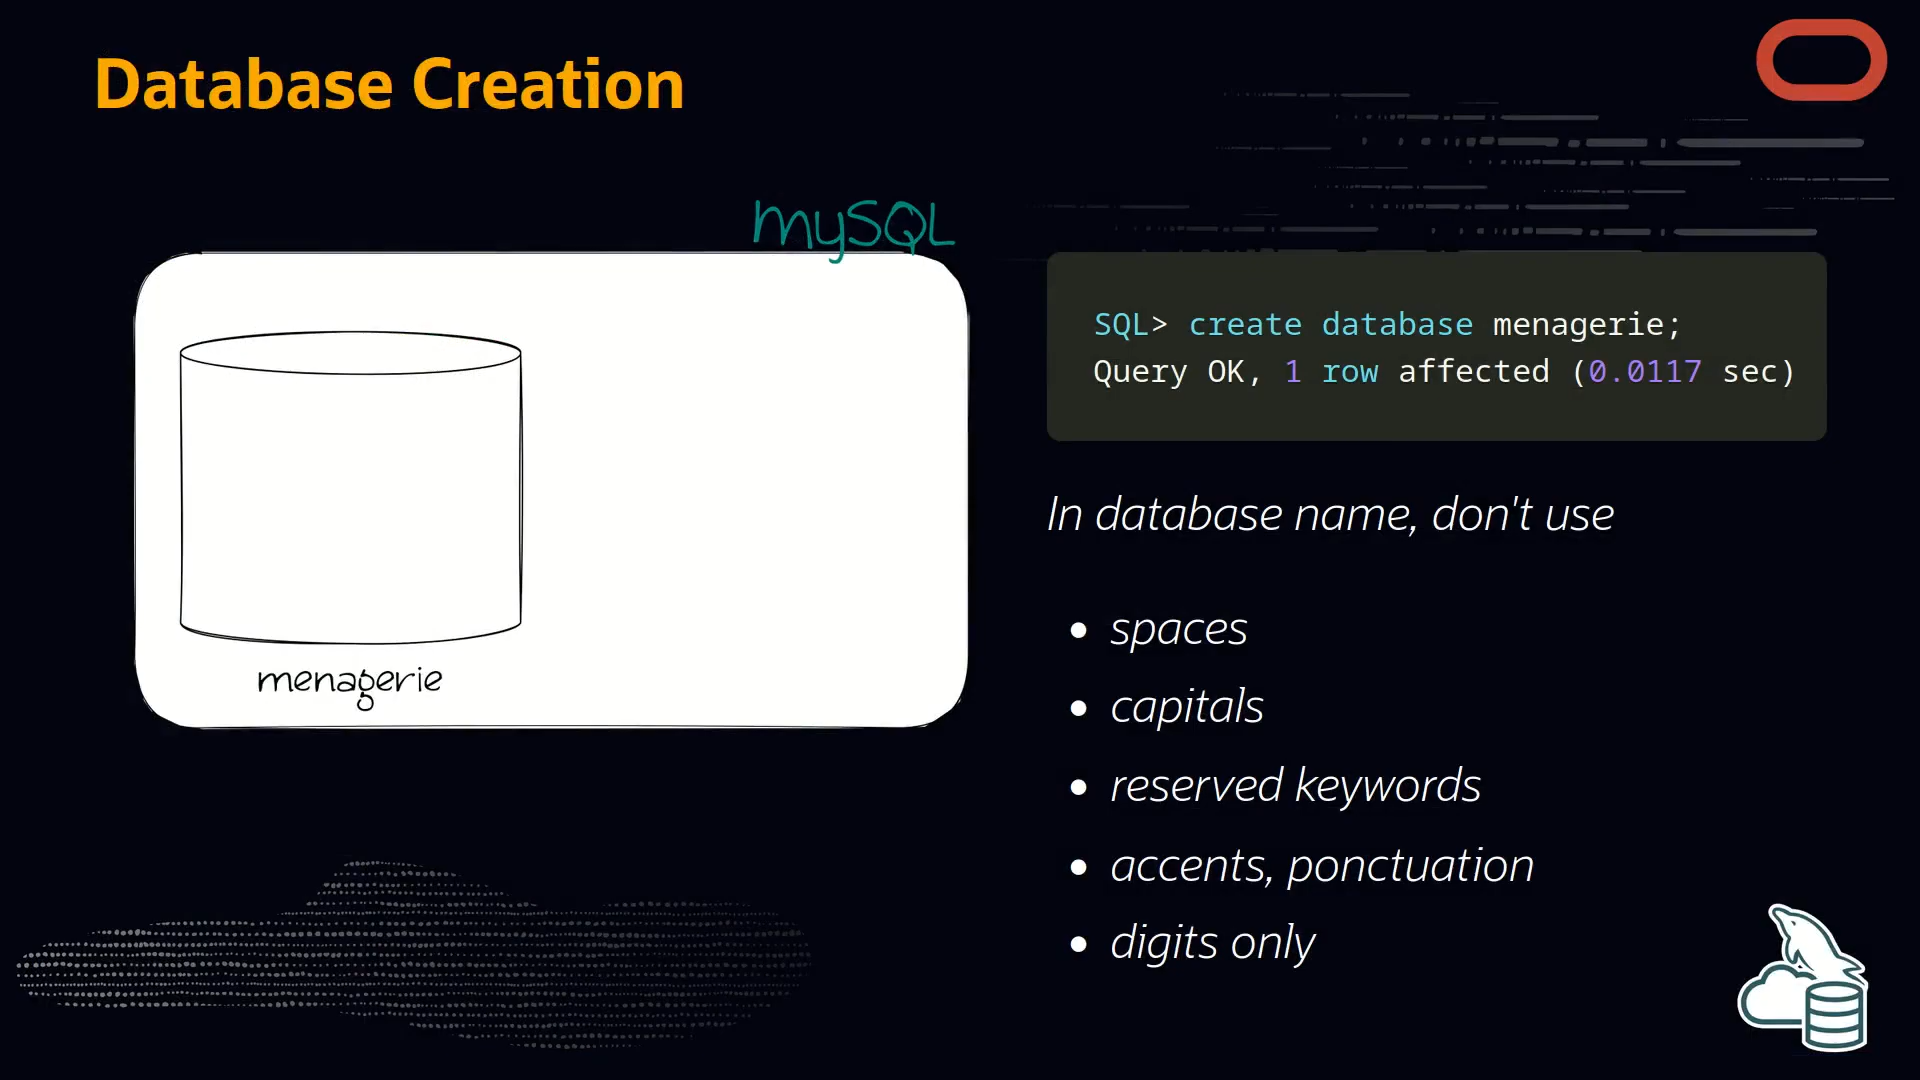 Database Creation
mySQL
menagerie
SQL> create database menagerie;
Query OK, 1 row affected (0.0117 sec)
In database name, don't use
• spaces
• capitals
• reserved keywords
• accents, ponctuation
• digits only